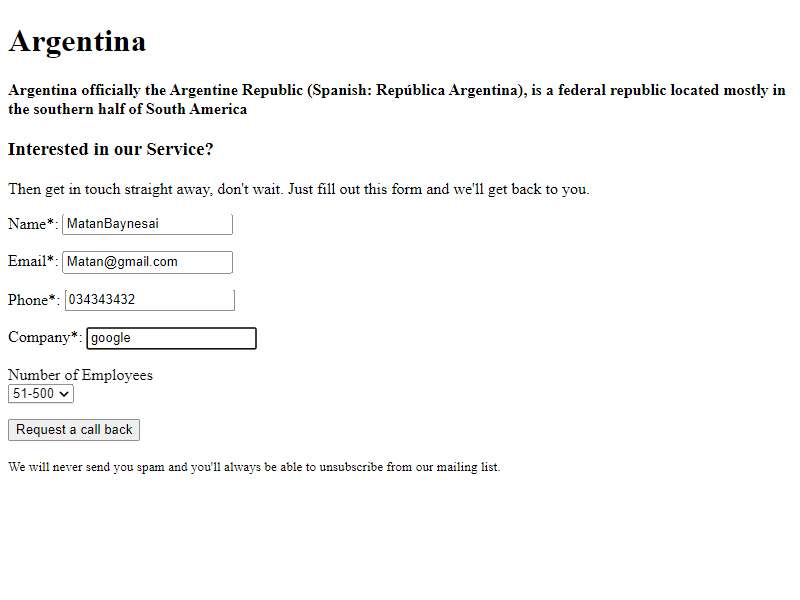 Argentina
Argentina officially the Argentine Republic (Spanish: República Argentina), is a federal republic located mostly in
the southern half of South America
Interested in our Service?
Then get in touch straight away, don't wait. Just fill out this form and we'll get back to you.
Name*: MatanBaynesai
Email*: Matan@gmail.com
Phone*: 034343432
Company*: google
Number of Employees
51-500
Request a call back
We will never send you spam and you'll always be able to unsubscribe from our mailing list.